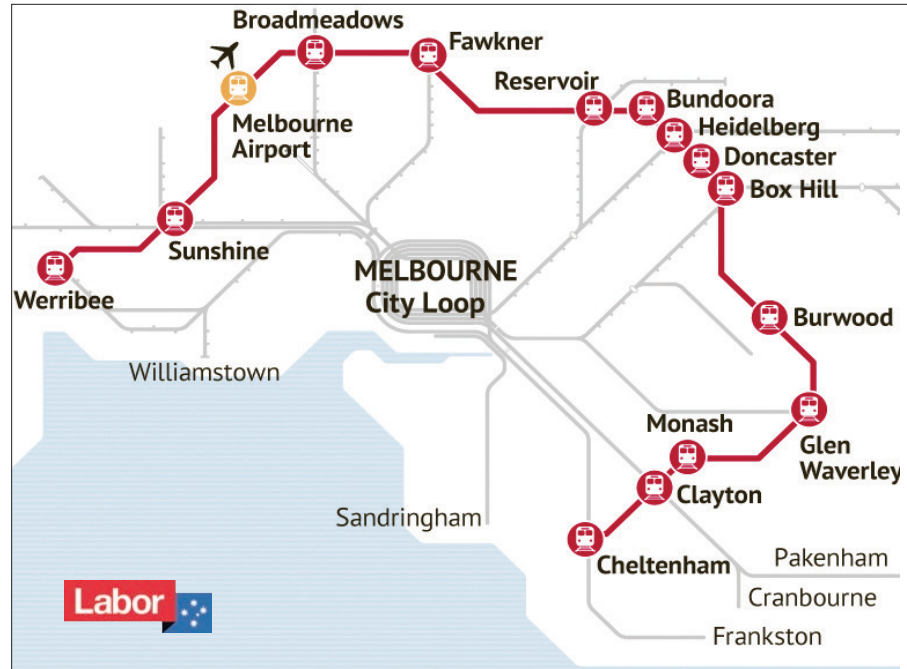 Broadmeadows
Fawkner
Reservoir
Bundoora
Heidelberg
Doncaster
Box Hill
Melbourne
Airport
Sunshine
Werribee
MELBOURNE
City Loop
Burwood
Williamstown
Monash
Glen
Waverley
Clayton
Sandringham
Cheltenham
Pakenham
Cranbourne
Frankston
Labor